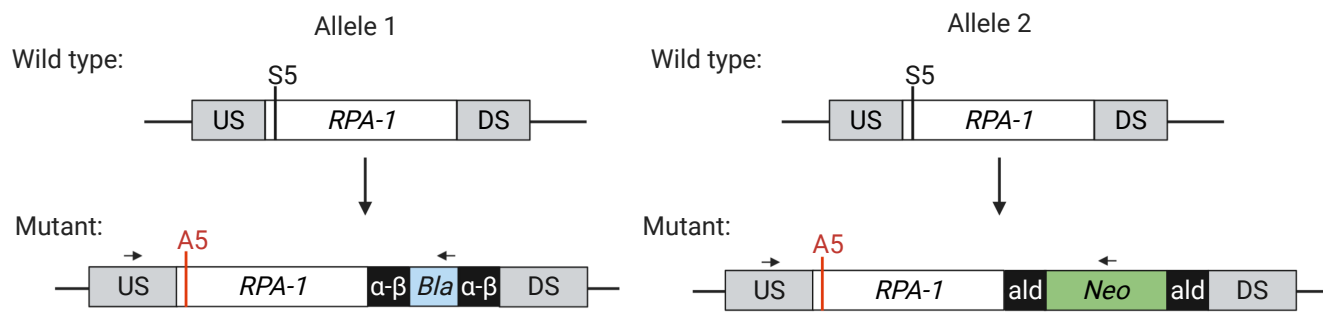 Allele 1
Wild type:
S5
US RPA-1 DS
Mutant:
A5
US RPA-1 α-β Bla α-β DS
Allele 2
Wild type:
S5
US RPA-1 DS
Mutant:
A5
US RPA-1 ald Neo ald DS